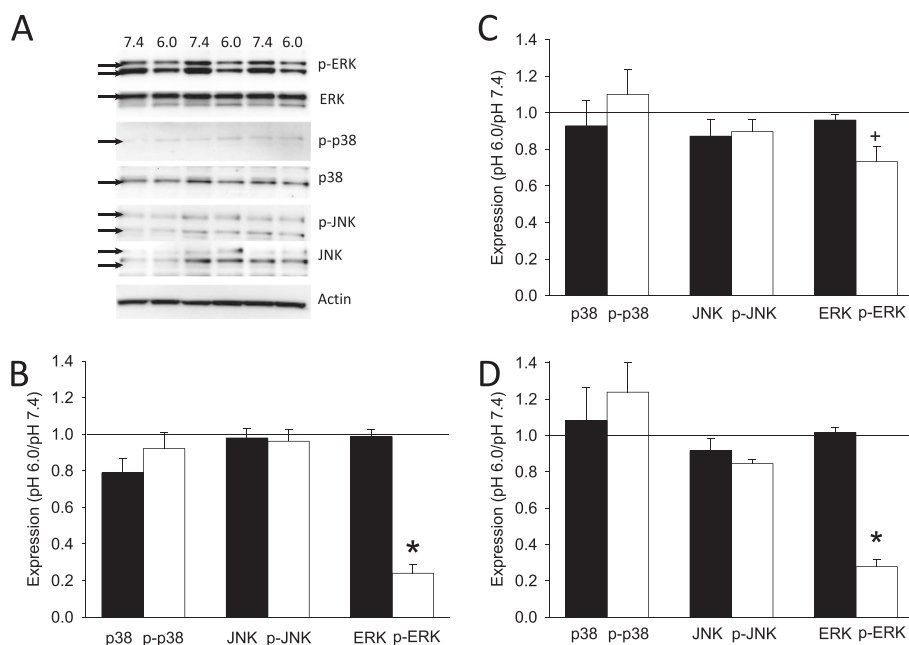 A
7.4 6.0 7.4 6.0 7.4 6.0
p-ERK
ERK
p-p38
p38
p-JNK
JNK
Actin
C
Expression (pH 6.0/pH 7.4)
1.4
1.2
1.0
0.8
0.6
0.4
0.2
0.0
+
p38 p-p38 JNK p-JNK ERK p-ERK
B
Expression (pH 6.0/pH 7.4)
1.4
1.2
1.0
0.8
0.6
0.4
0.2
0.0
*
p38 p-p38 JNK p-JNK ERK p-ERK
D
Expression (pH 6.0/pH 7.4)
1.4
1.2
1.0
0.8
0.6
0.4
0.2
0.0
*
p38 p-p38 JNK p-JNK ERK p-ERK